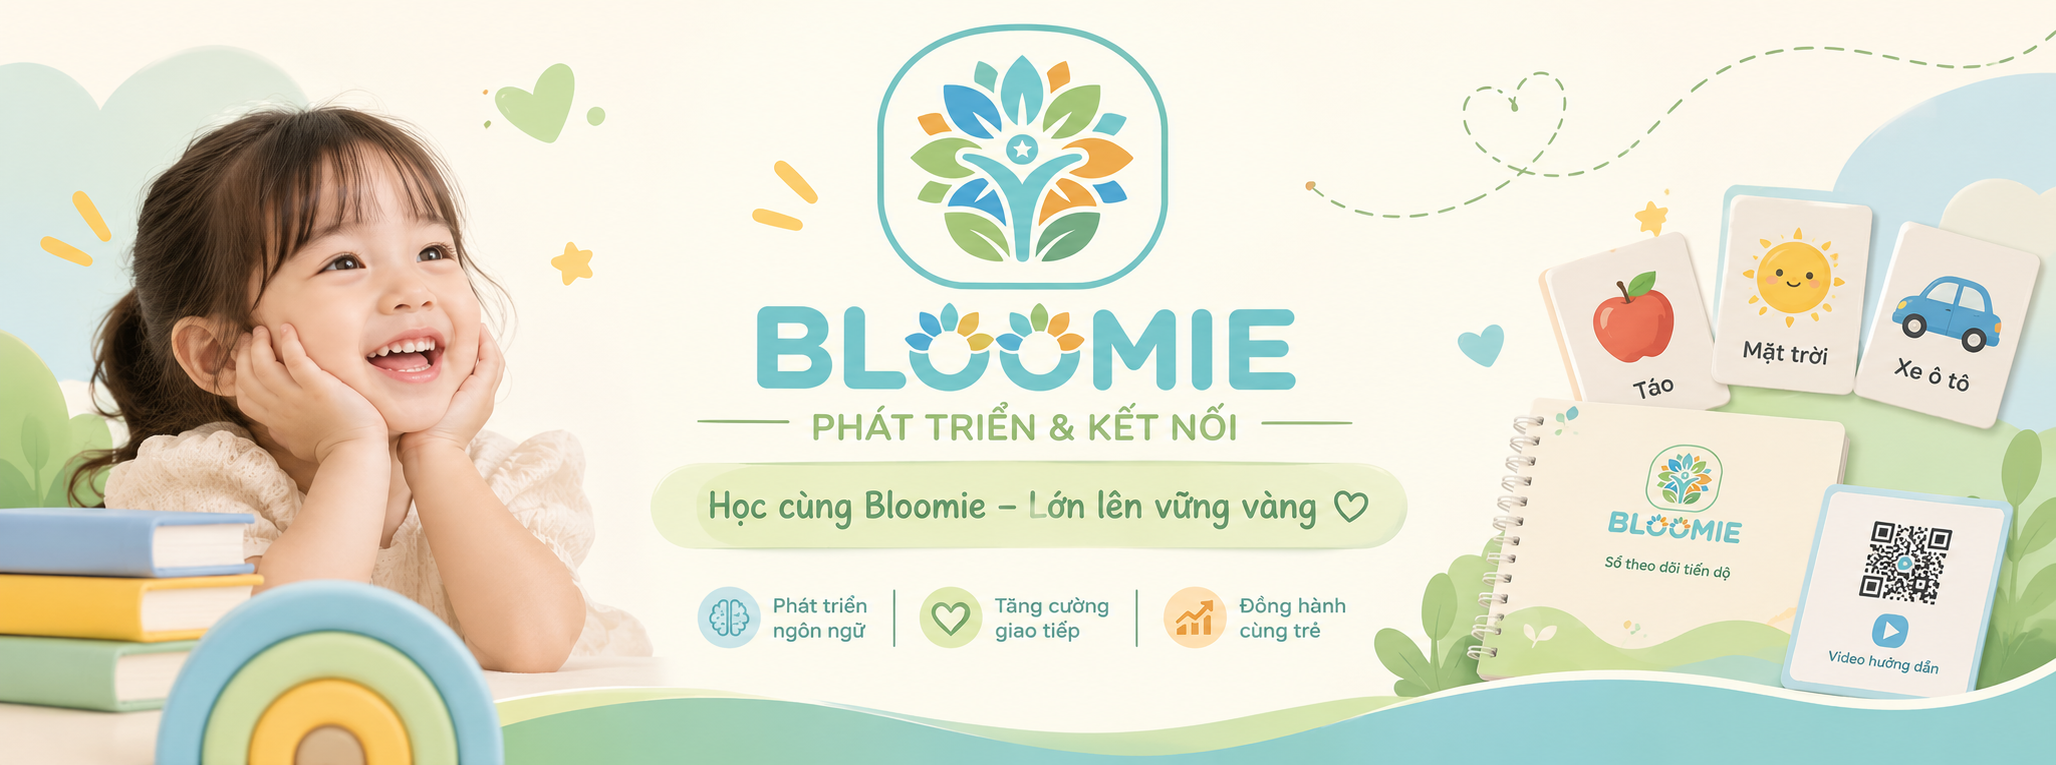 BLOOMIE
PHÁT TRIỂN & KẾT NỐI
Học cùng Bloomie – Lớn lên vững vàng
Phát triển
ngôn ngữ
Tăng cường
giao tiếp
Đồng hành
cùng trẻ
Táo
Mặt trời
Xe ô tô
BLOOMIE
Sổ theo dõi tiến độ
Video hướng dẫn